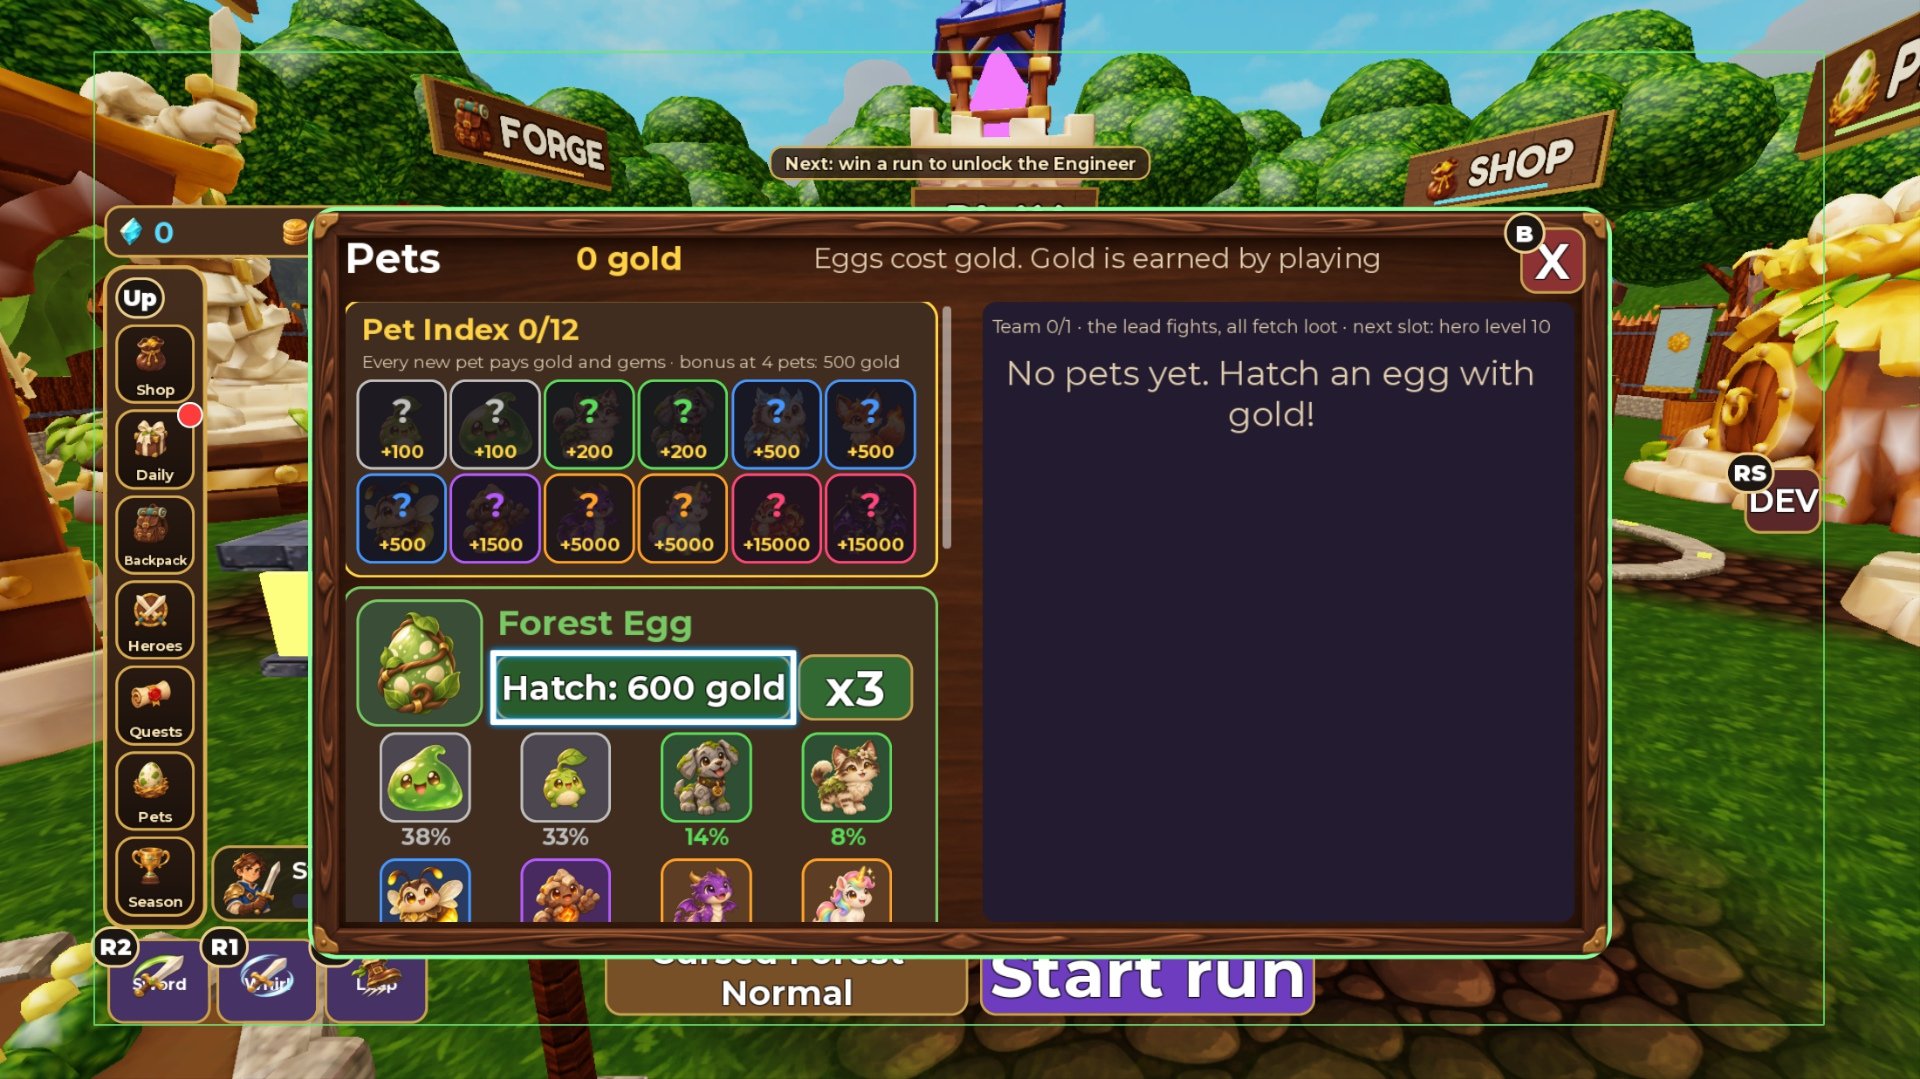 FORGE
SHOP
Next: win a run to unlock the Engineer
0
Pets
0 gold
Eggs cost gold. Gold is earned by playing
B
X
Up
Shop
Daily
Backpack
Heroes
Quests
Pets
Season
Pet Index 0/12
Every new pet pays gold and gems · bonus at 4 pets: 500 gold
? ? ? ? ? ?
+100 +100 +200 +200 +500 +500
? ? ? ? ? ?
+500 +1500 +5000 +5000 +15000 +15000
Forest Egg
Hatch: 600 gold
x3
38% 33% 14% 8%
Team 0/1 · the lead fights, all fetch loot · next slot: hero level 10
No pets yet. Hatch an egg with
gold!
RS
DEV
R2
R1
Sword
Whirl
Leap
Cursed Forest
Normal
Start run